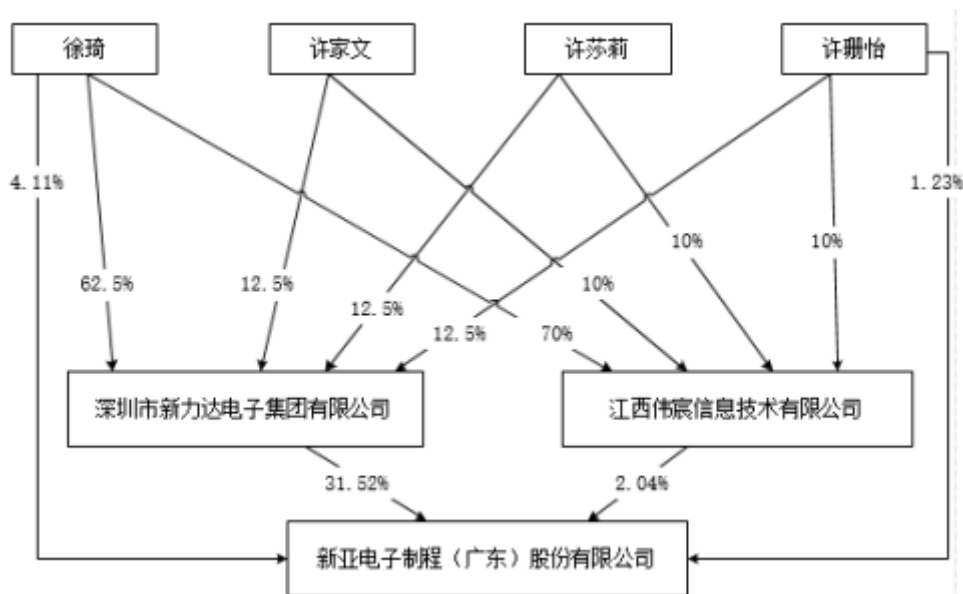 徐琦
许家文
许莎莉
许珊怡
4.11%
1.23%
62.5%
12.5%
12.5%
12.5%
70%
10%
10%
10%
深圳市新力达电子集团有限公司
江西伟宸信息技术有限公司
31.52%
2.04%
新亚电子制程（广东）股份有限公司